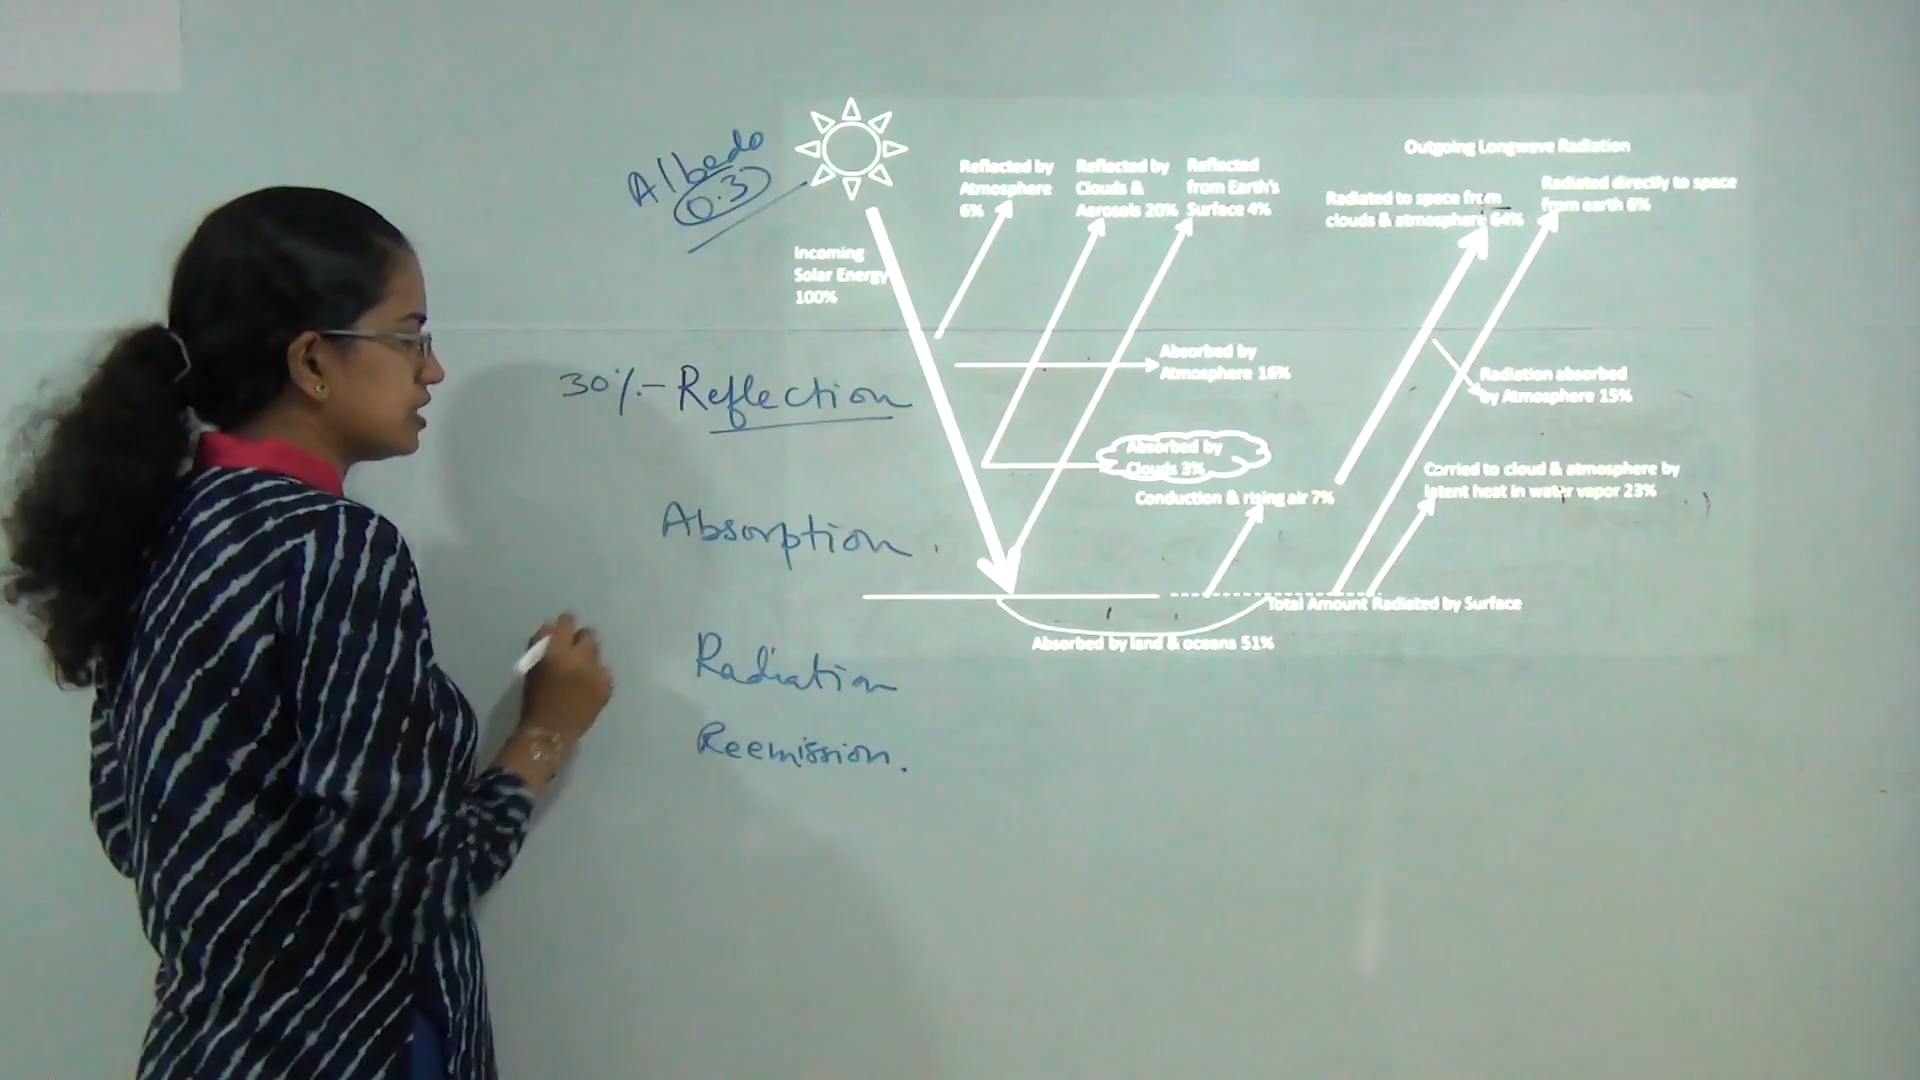 Albedo
0.3
30% - Reflection
Absorption.
Radiation
Reemission.
Incoming
Solar Energy
100%
Reflected by
Atmosphere
6%
Reflected by
Clouds &
Aerosols 20%
Reflected
from Earth's
Surface 4%
Outgoing Longwave Radiation
Radiated to space from
clouds & atmosphere 64%
Radiated directly to space
from earth 6%
Absorbed by
Atmosphere 16%
Radiation absorbed
by Atmosphere 15%
Absorbed by
Clouds 3%
Conduction & rising air 7%
Carried to cloud & atmosphere by
latent heat in water vapor 23%
Total Amount Radiated by Surface
Absorbed by land & oceans 51%